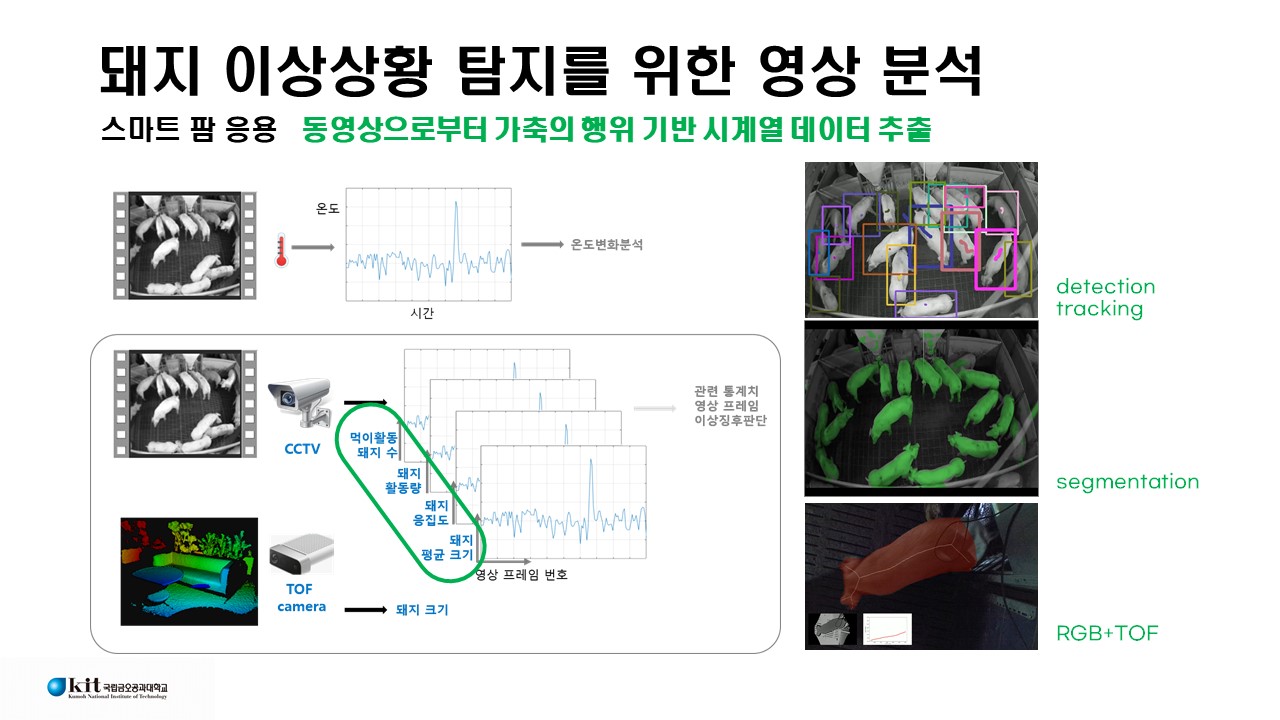 돼지 이상상황 탐지를 위한 영상 분석
스마트 팜 응용 동영상으로부터 가축의 행위 기반 시계열 데이터 추출
온도
시간
온도변화분석
CCTV
먹이활동
돼지 수
돼지
활동량
돼지
응집도
돼지
평균 크기
영상 프레임 번호
관련 통계치
영상 프레임
이상징후판단
TOF
camera
돼지 크기
detection
tracking
segmentation
RGB+TOF
kit 국립금오공과대학교
Kumoh National Institute of Technology